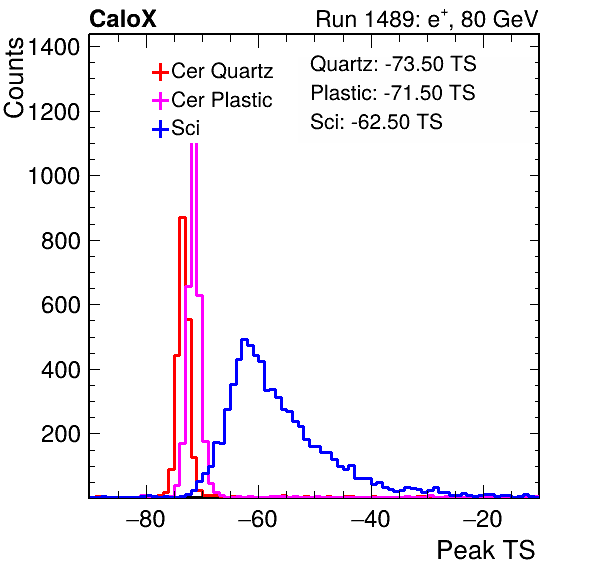 CaloX
Run 1489: e⁺, 80 GeV
Counts
1400
1200
1000
800
600
400
200
Cer Quartz
Cer Plastic
Sci
Quartz: -73.50 TS
Plastic: -71.50 TS
Sci: -62.50 TS
−80
−60
−40
−20
Peak TS